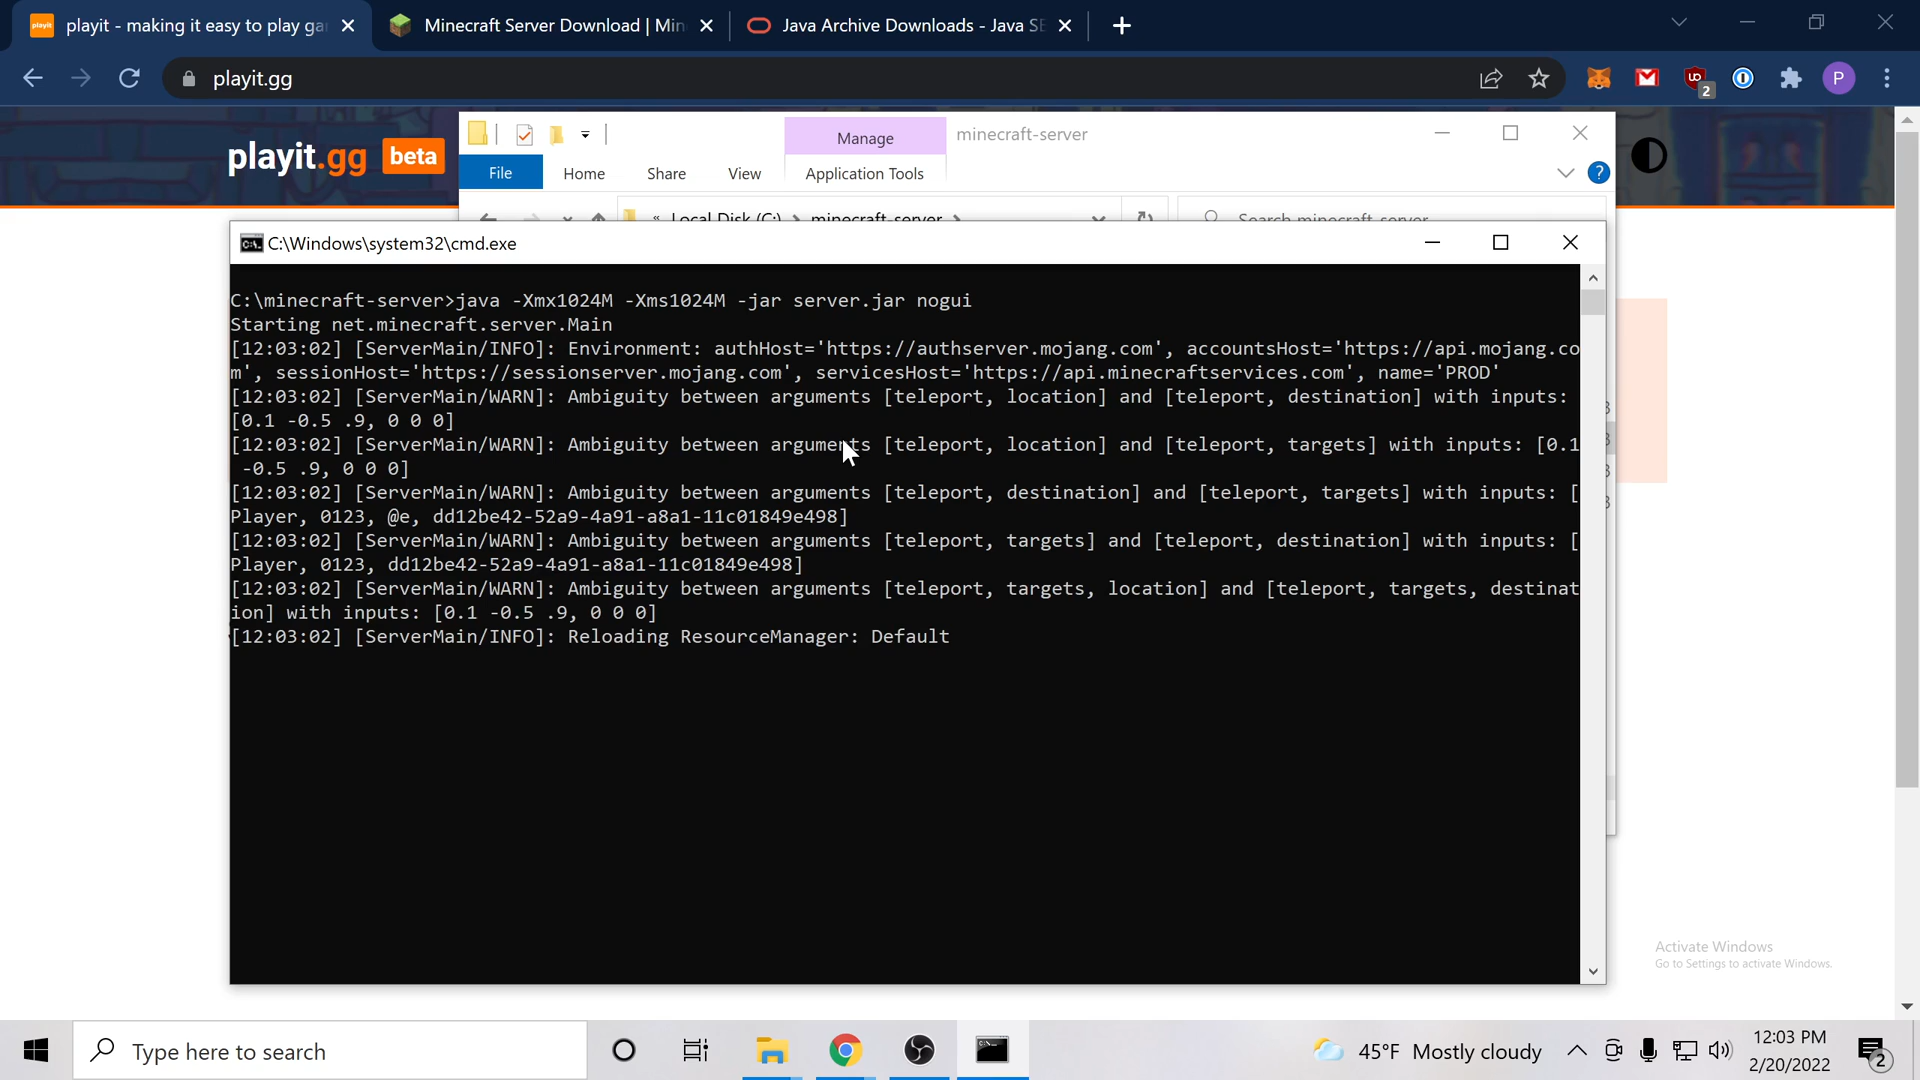 playit - making it easy to play ga
Minecraft Server Download | Min
Java Archive Downloads - Java SE
playit.gg
2
P
playit.gg beta
Manage
minecraft-server
File
Home
Share
View
Application Tools
« Local Disk (C:) > minecraft-server >
Search minecraft-server
C:\Windows\system32\cmd.exe
C:\minecraft-server>java -Xmx1024M -Xms1024M -jar server.jar nogui
Starting net.minecraft.server.Main
[12:03:02] [ServerMain/INFO]: Environment: authHost='https://authserver.mojang.com', accountsHost='https://api.mojang.co
m', sessionHost='https://sessionserver.mojang.com', servicesHost='https://api.minecraftservices.com', name='PROD'
[12:03:02] [ServerMain/WARN]: Ambiguity between arguments [teleport, location] and [teleport, destination] with inputs:
[0.1 -0.5 .9, 0 0 0]
[12:03:02] [ServerMain/WARN]: Ambiguity between arguments [teleport, location] and [teleport, targets] with inputs: [0.1
-0.5 .9, 0 0 0]
[12:03:02] [ServerMain/WARN]: Ambiguity between arguments [teleport, destination] and [teleport, targets] with inputs: [
Player, 0123, @e, dd12be42-52a9-4a91-a8a1-11c01849e498]
[12:03:02] [ServerMain/WARN]: Ambiguity between arguments [teleport, targets] and [teleport, destination] with inputs: [
Player, 0123, dd12be42-52a9-4a91-a8a1-11c01849e498]
[12:03:02] [ServerMain/WARN]: Ambiguity between arguments [teleport, targets, location] and [teleport, targets, destinat
ion] with inputs: [0.1 -0.5 .9, 0 0 0]
[12:03:02] [ServerMain/INFO]: Reloading ResourceManager: Default
Activate Windows
Go to Settings to activate Windows.
Type here to search
45°F Mostly cloudy
12:03 PM
2/20/2022
2